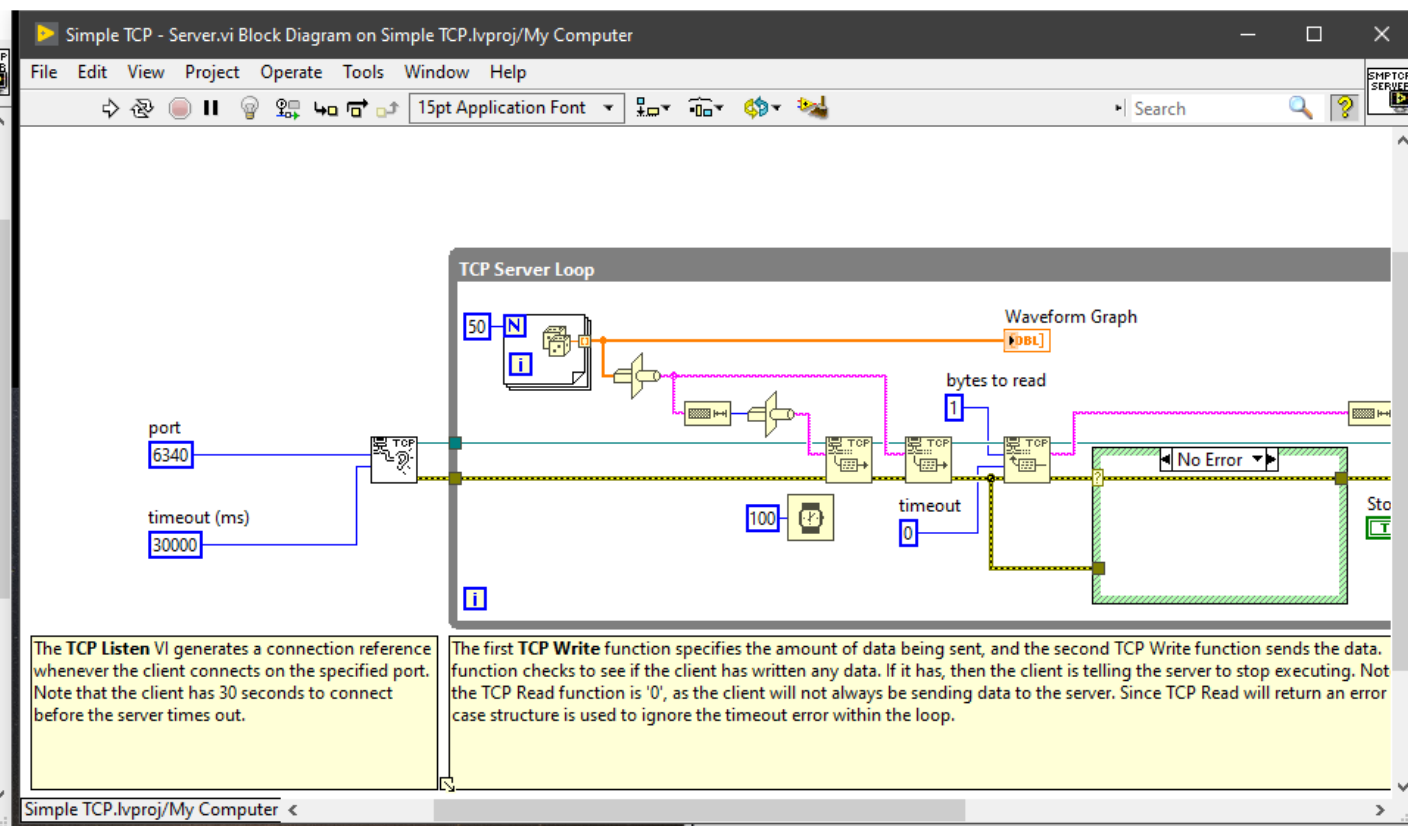 Simple TCP - Server.vi Block Diagram on Simple TCP.lvproj/My Computer
File Edit View Project Operate Tools Window Help
15pt Application Font
Search
SMPTCP
SERVER
TCP Server Loop
50
N
i
Waveform Graph
DBL
bytes to read
1
port
6340
TCP
TCP
TCP
TCP
No Error
?
timeout (ms)
30000
100
timeout
0
Sto
T
i
The TCP Listen VI generates a connection reference
whenever the client connects on the specified port.
Note that the client has 30 seconds to connect
before the server times out.
The first TCP Write function specifies the amount of data being sent, and the second TCP Write function sends the data.
function checks to see if the client has written any data. If it has, then the client is telling the server to stop executing. Not
the TCP Read function is '0', as the client will not always be sending data to the server. Since TCP Read will return an error
case structure is used to ignore the timeout error within the loop.
Simple TCP.lvproj/My Computer